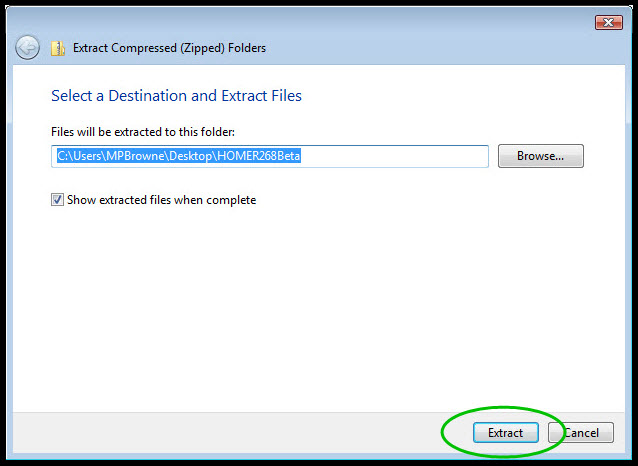 Extract Compressed (Zipped) Folders
Select a Destination and Extract Files
Files will be extracted to this folder:
C:\Users\MPBrowne\Desktop\HOMER268Beta
Browse...
Show extracted files when complete
Extract
Cancel